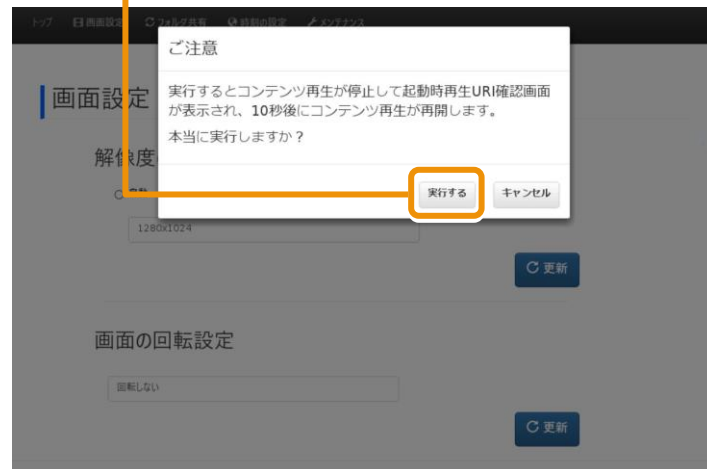 トップ 画面設定 フォルダ共有 時刻の設定 メンテナンス
ご注意
実行するとコンテンツ再生が停止して起動時再生URI確認画面
が表示され、10秒後にコンテンツ再生が再開します。
本当に実行しますか？
実行する キャンセル
画面設定
解像度
自動
1280x1024
更新
画面の回転設定
回転しない
更新